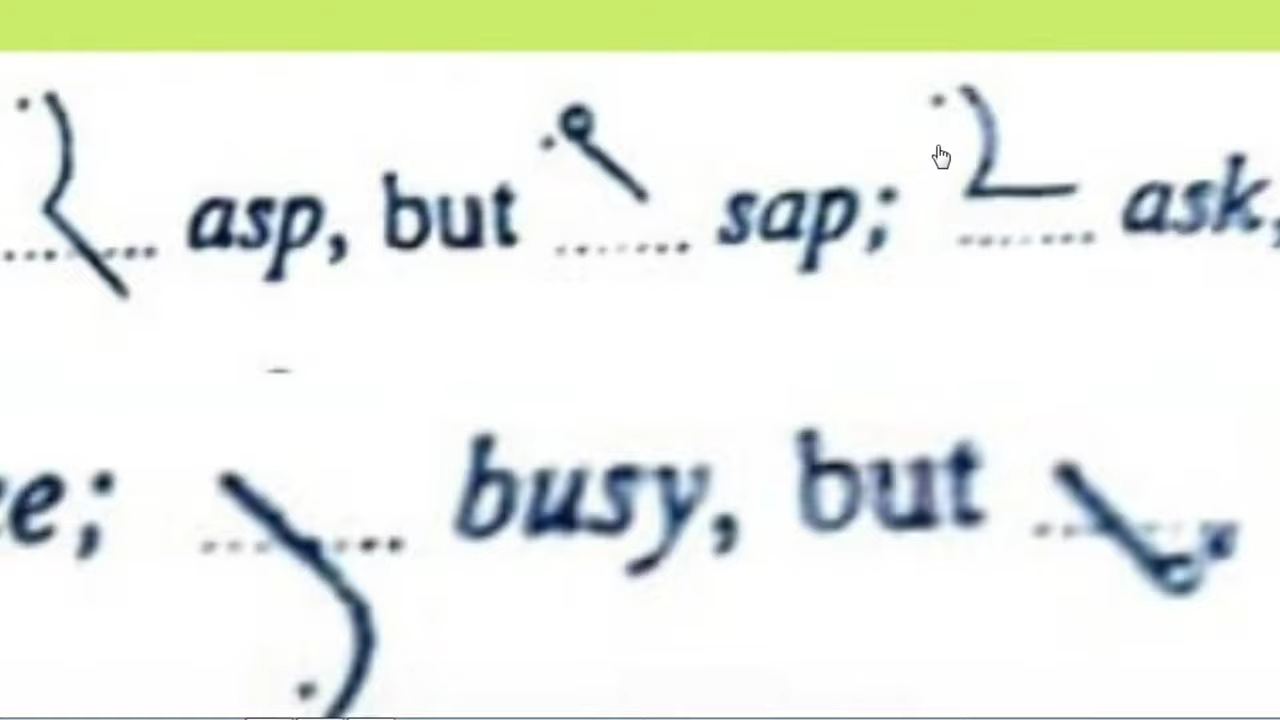 asp, but sap; ask,
e; busy, but